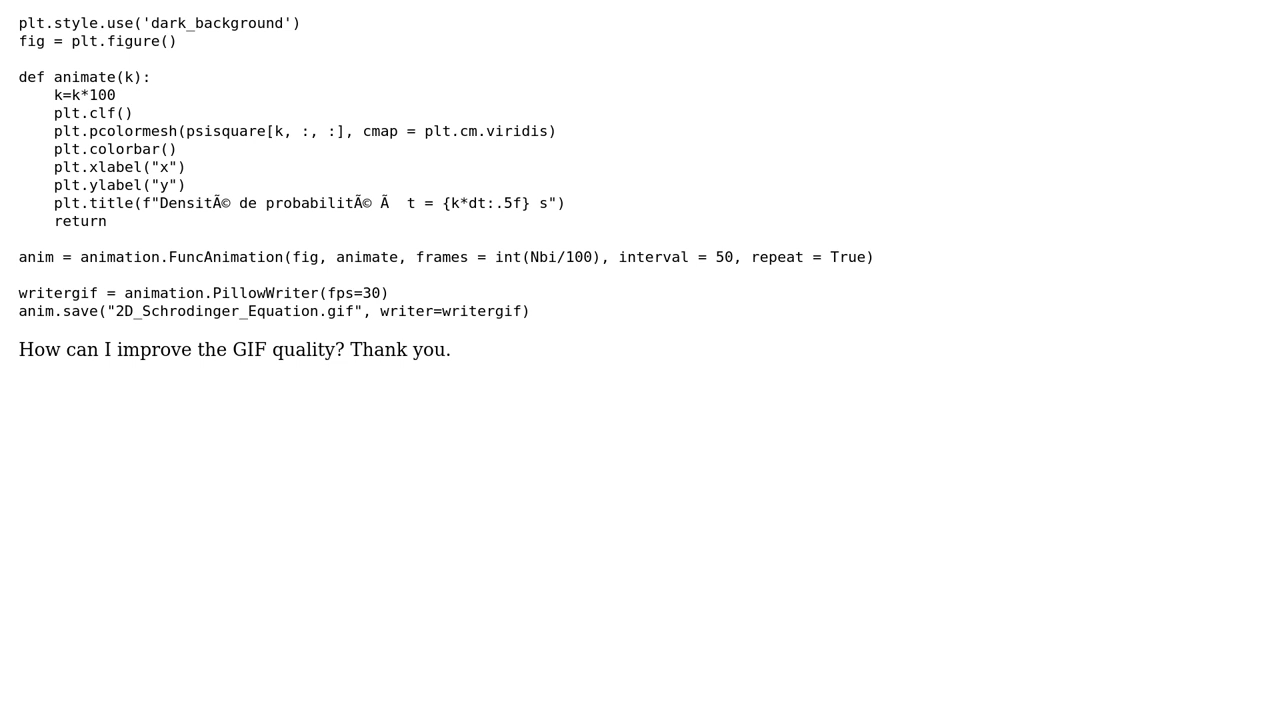 plt.style.use('dark_background')
fig = plt.figure()
def animate(k):
    k=k*100
    plt.clf()
    plt.pcolormesh(psisquare[k, :, :], cmap = plt.cm.viridis)
    plt.colorbar()
    plt.xlabel("x")
    plt.ylabel("y")
    plt.title(f"DensitÃ© de probabilitÃ© Ã  t = {k*dt:.5f} s")
    return
anim = animation.FuncAnimation(fig, animate, frames = int(Nbi/100), interval = 50, repeat = True)
writergif = animation.PillowWriter(fps=30)
anim.save("2D_Schrodinger_Equation.gif", writer=writergif)
How can I improve the GIF quality? Thank you.